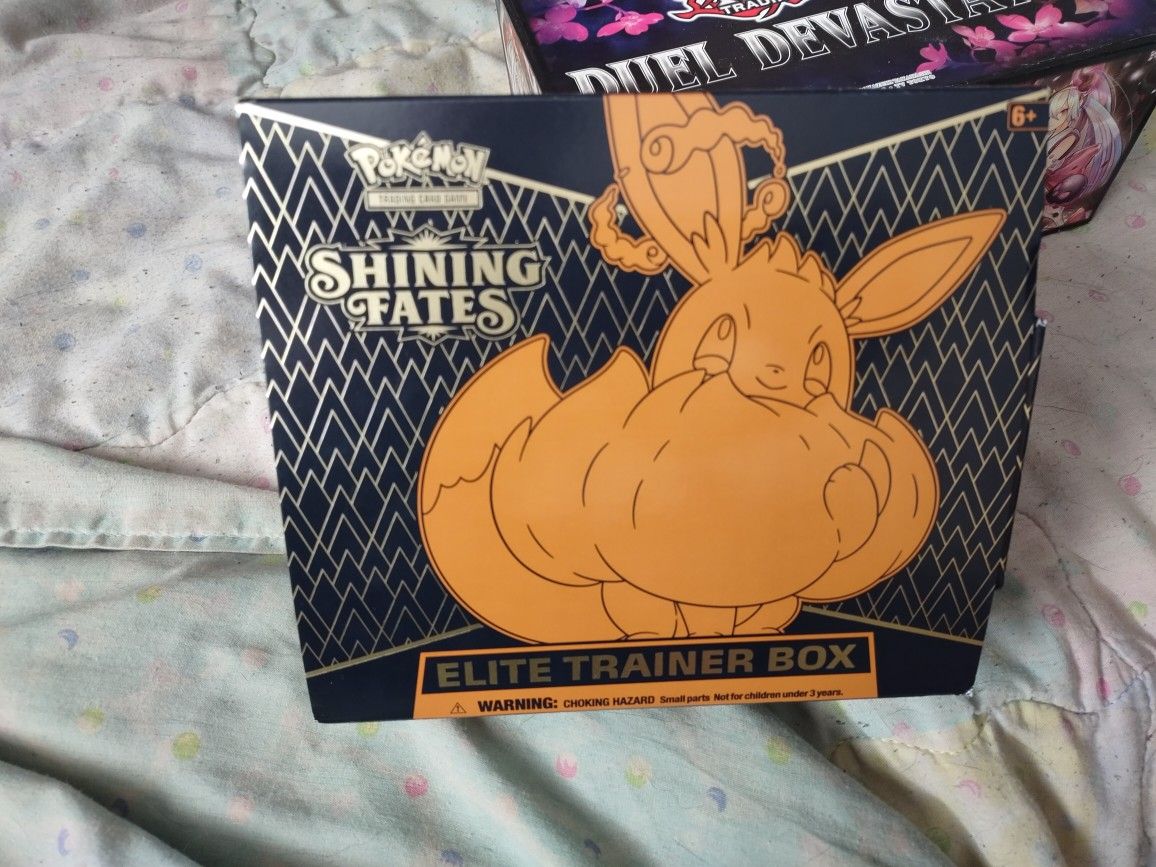 TRADI
DUEL DEVASTA
6+
POKéMON
TRADING CARD GAME
SHINING
FATES
ELITE TRAINER BOX
WARNING: CHOKING HAZARD Small parts Not for children under 3 years.